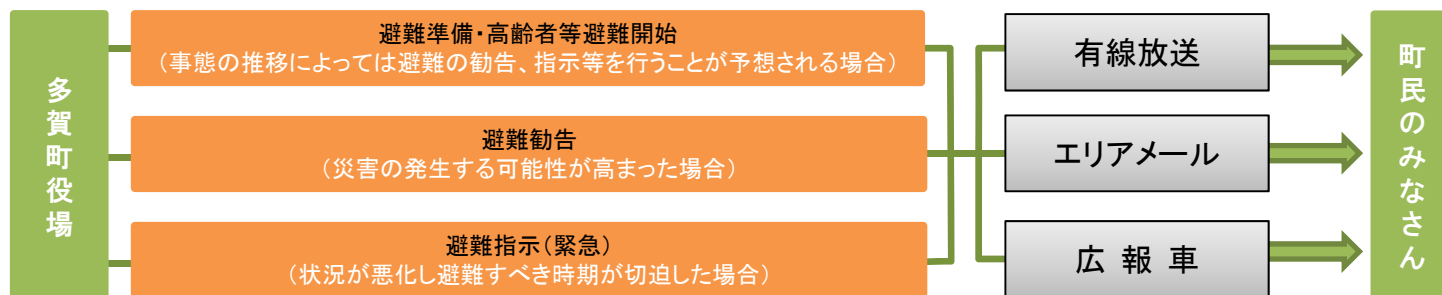 多賀町役場
避難準備・高齢者等避難開始
(事態の推移によっては避難の勧告、指示等を行うことが予想される場合)
避難勧告
(災害の発生する可能性が高まった場合)
避難指示(緊急)
(状況が悪化し避難すべき時期が切迫した場合)
有線放送
エリアメール
広報車
町民のみなさん